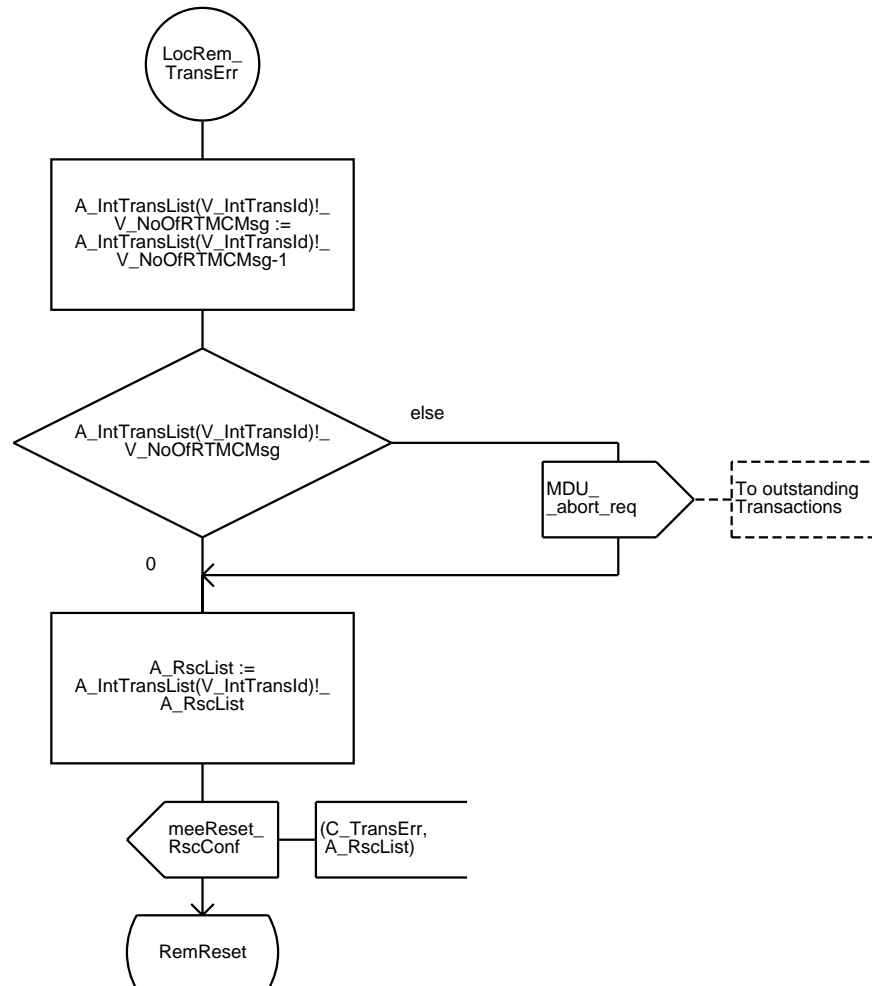 LocRem_
TransErr
A_IntTransList(V_IntTransId)!_
V_NoOfRTMCMsg :=
A_IntTransList(V_IntTransId)!_
V_NoOfRTMCMsg-1
A_IntTransList(V_IntTransId)!_
V_NoOfRTMCMsg
else
MDU_
_abort_req
To outstanding
Transactions
0
A_RscList :=
A_IntTransList(V_IntTransId)!_
A_RscList
meeReset_
RscConf
(C_TransErr,
A_RscList)
RemReset